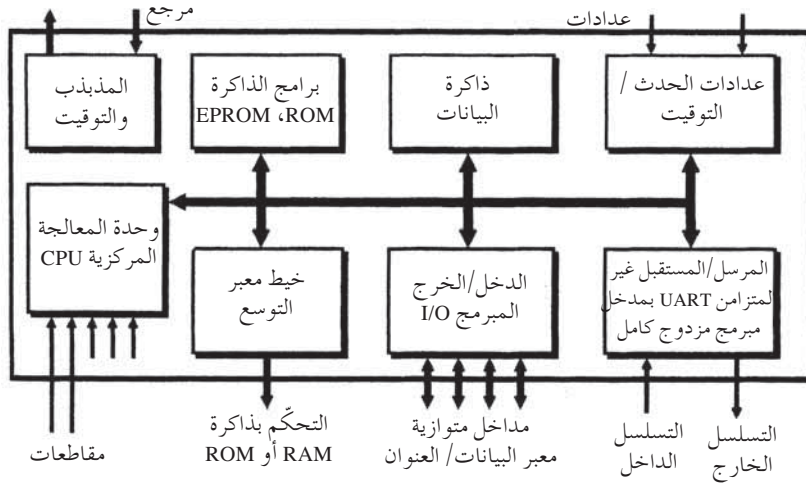 مرجع
عدادات
المذبذب
والتوقيت
برامج الذاكرة
EPROM ،ROM
ذاكرة
البيانات
عدادات الحدث /
التوقيت
وحدة المعالجة
المركزية CPU
خيط معبر
التوسع
الدخل/الخرج
المبرمج I/O
المرسل/المستقبل غير
لمتزامن UART بمدخل
مبرمج مزدوج كامل
مقاطعات
التحكّم بذاكرة
RAM أو ROM
مداخل متوازية
معبر البيانات/ العنوان
التسلسل
الداخل
التسلسل
الخارج